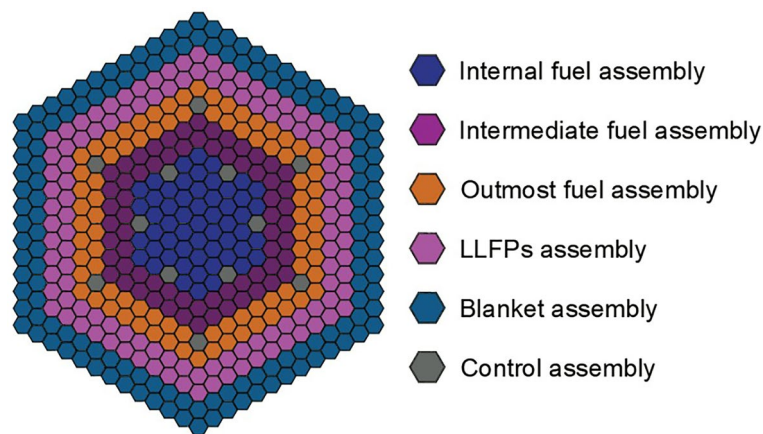 Internal fuel assembly
Intermediate fuel assembly
Outmost fuel assembly
LLFPs assembly
Blanket assembly
Control assembly